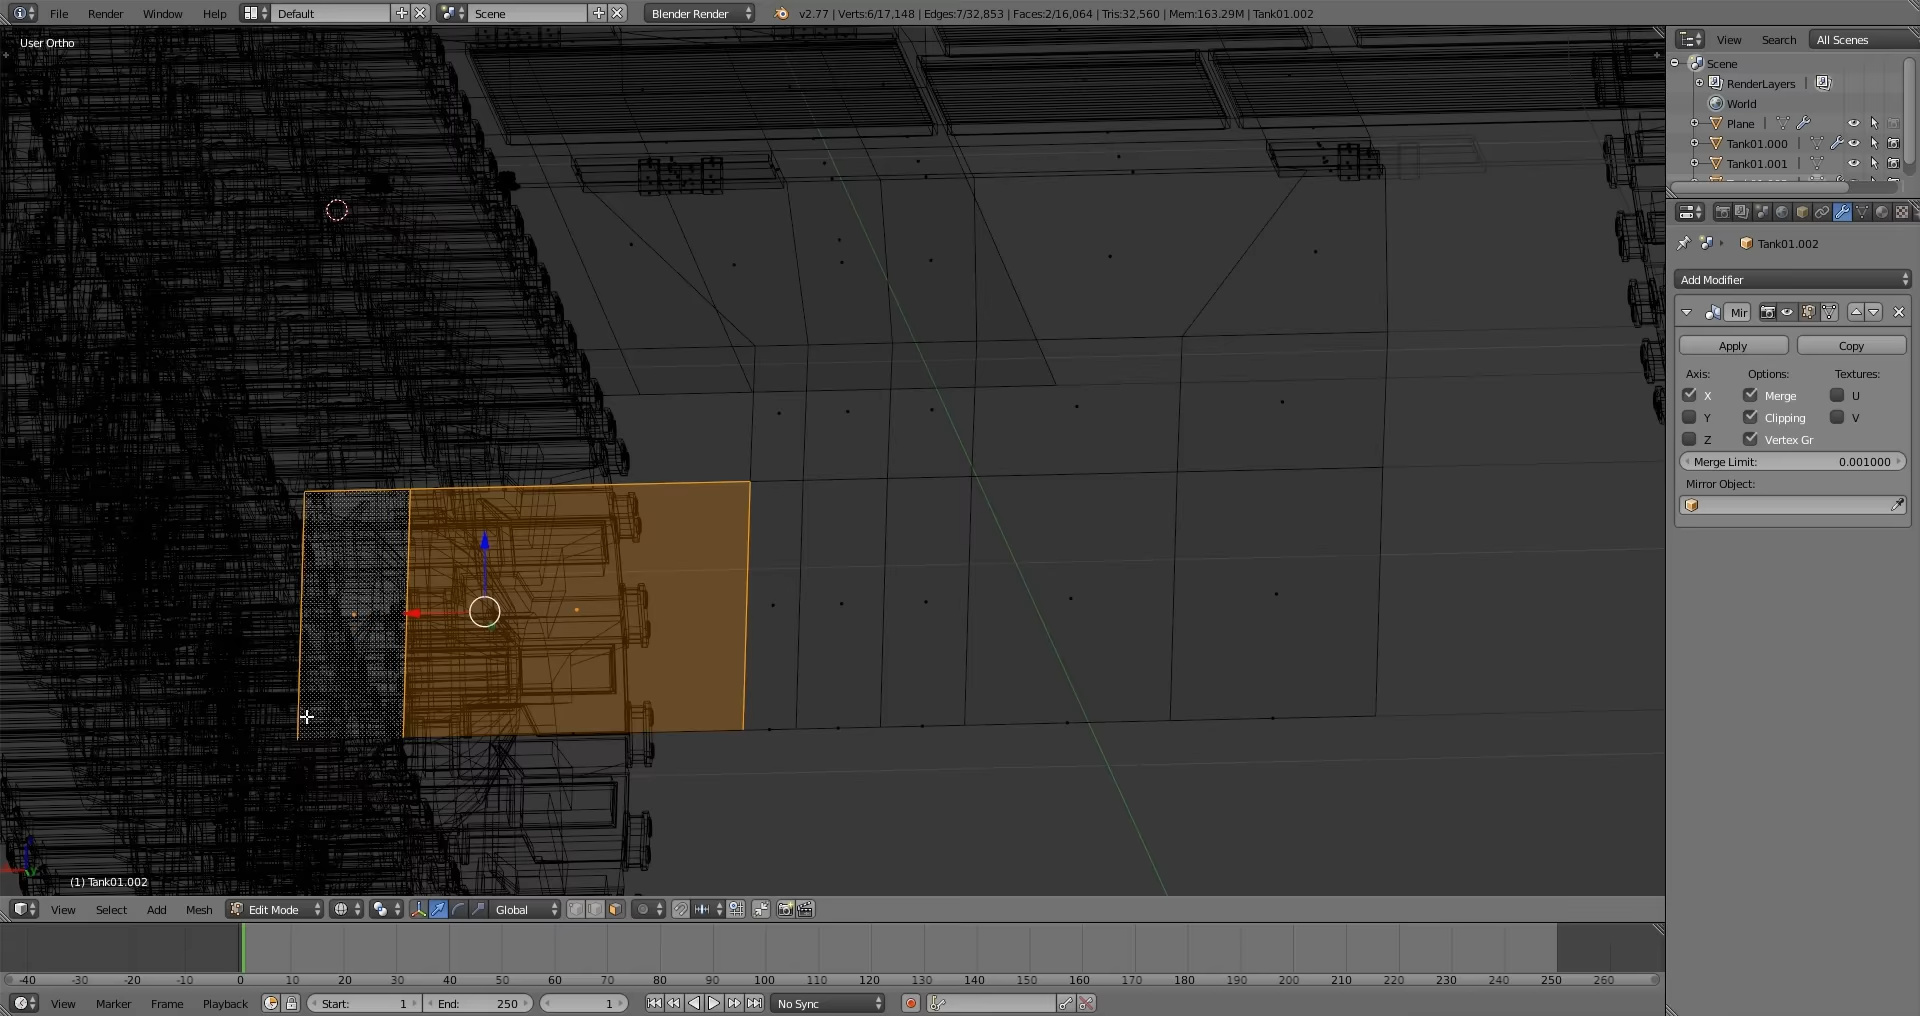 File Render Window Help Default Scene Blender Render v2.77 | Verts:6/17,148 | Edges:7/32,853 | Faces:2/16,064 | Tris:32,560 | Mem:163.29M | Tank01.002
User Ortho
View Search All Scenes
Scene
RenderLayers |
World
Plane |
Tank01.000 |
Tank01.001 |
Tank01.002
Add Modifier
Mir
Apply Copy
Axis: Options: Textures:
X Merge U
Y Clipping V
Z Vertex Gr
Merge Limit: 0.001000
Mirror Object:
(1) Tank01.002
View Select Add Mesh Edit Mode Global
-40 -30 -20 -10 0 10 20 30 40 50 60 70 80 90 100 110 120 130 140 150 160 170 180 190 200 210 220 230 240 250 260
View Marker Frame Playback Start: 1 End: 250 1 No Sync